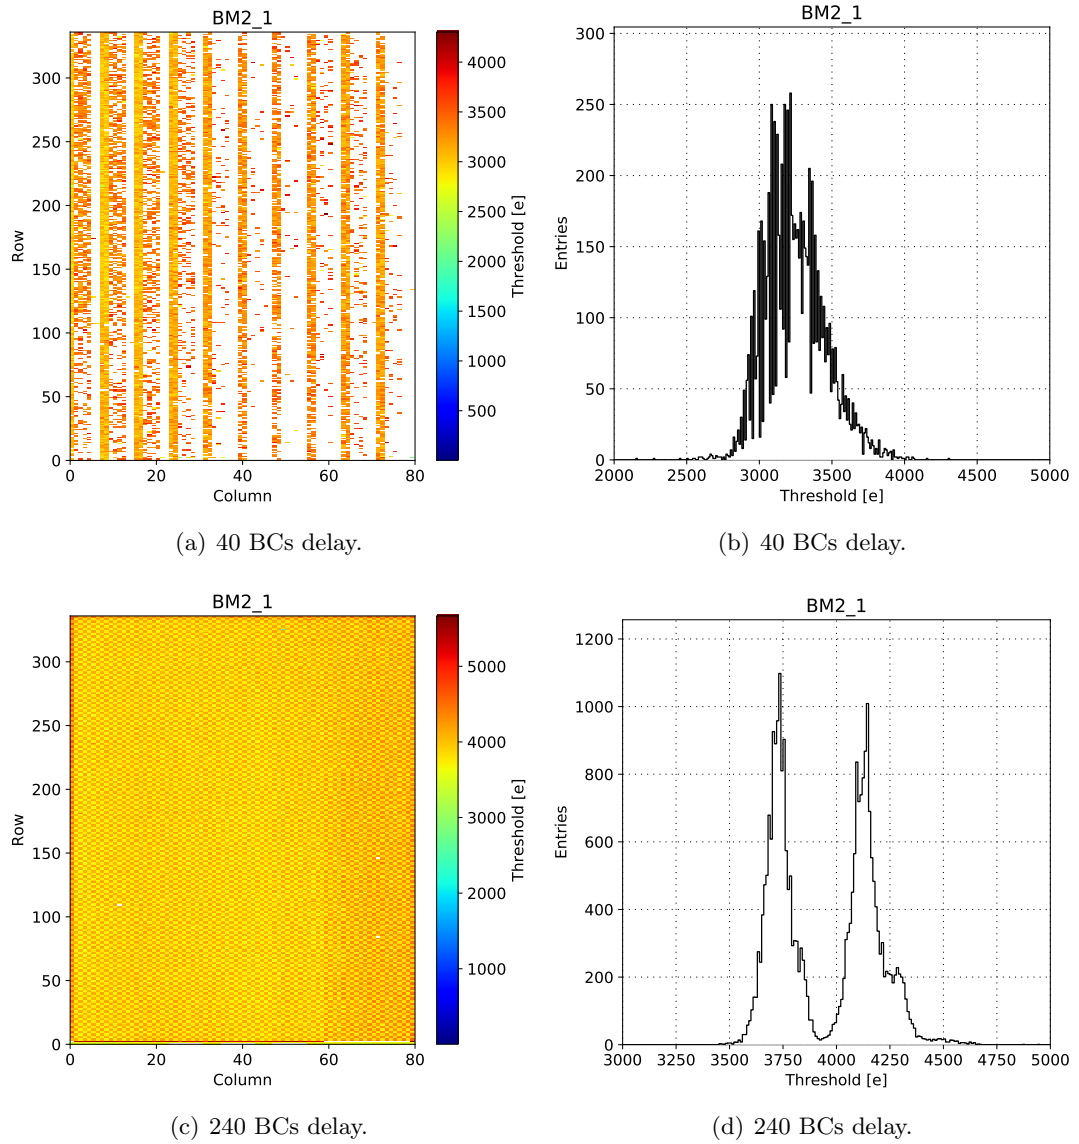 BM2_1
300
250
200
150
100
50
0
Row
0 20 40 60 80
Column
4000
3500
3000
2500
2000
1500
1000
500
Threshold [e]
BM2_1
300
250
200
150
100
50
0
Entries
2000 2500 3000 3500 4000 4500 5000
Threshold [e]
(a) 40 BCs delay.
(b) 40 BCs delay.
BM2_1
300
250
200
150
100
50
0
Row
0 20 40 60 80
Column
5000
4000
3000
2000
1000
Threshold [e]
BM2_1
1200
1000
800
600
400
200
0
Entries
3000 3250 3500 3750 4000 4250 4500 4750 5000
Threshold [e]
(c) 240 BCs delay.
(d) 240 BCs delay.